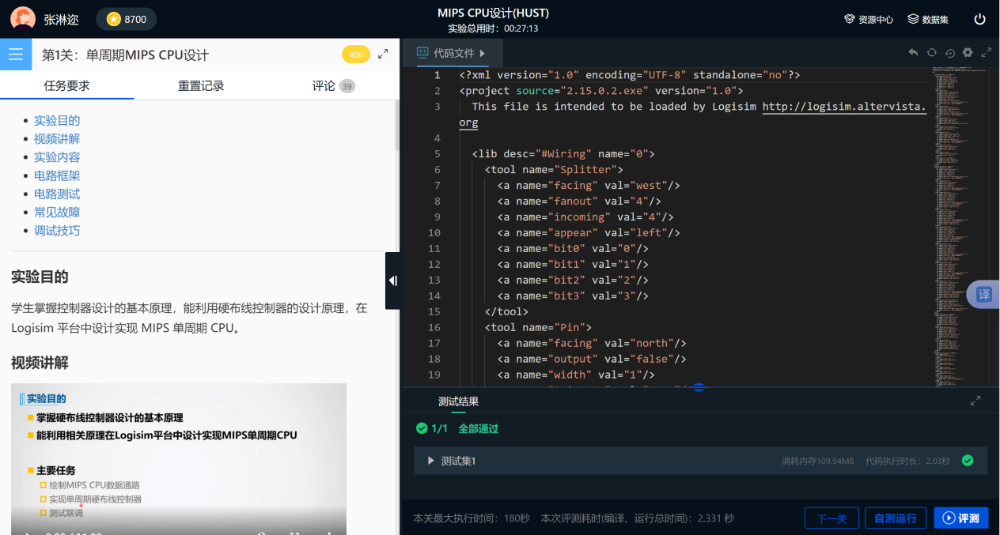 张淋迩
8700
MIPS CPU设计(HUST)
实验总用时：00:27:13
资源中心
数据集
第1关：单周期MIPS CPU设计
400
任务要求
重置记录
评论 39
实验目的
视频讲解
实验内容
电路框架
电路测试
常见故障
调试技巧
实验目的
学生掌握控制器设计的基本原理，能利用硬布线控制器的设计原理，在
Logisim 平台中设计实现 MIPS 单周期 CPU。
视频讲解
实验目的
掌握硬布线控制器设计的基本原理
能利用相关原理在Logisim平台中设计实现MIPS单周期CPU
主要任务
绘制MIPS CPU数据通路
实现单周期硬布线控制器
测试联调
代码文件
1 <?xml version="1.0" encoding="UTF-8" standalone="no"?>
2 <project source="2.15.0.2.exe" version="1.0">
3 This file is intended to be loaded by Logisim http://logisim.altervista.
org
4
5 <lib desc="#Wiring" name="0">
6 <tool name="Splitter">
7 <a name="facing" val="west"/>
8 <a name="fanout" val="4"/>
9 <a name="incoming" val="4"/>
10 <a name="appear" val="left"/>
11 <a name="bit0" val="0"/>
12 <a name="bit1" val="1"/>
13 <a name="bit2" val="2"/>
14 <a name="bit3" val="3"/>
15 </tool>
16 <tool name="Pin">
17 <a name="facing" val="north"/>
18 <a name="output" val="false"/>
19 <a name="width" val="1"/>
译
测试结果
1/1 全部通过
测试集1
消耗内存109.94MB 代码执行时长：2.03秒
本关最大执行时间：180秒 本次评测耗时(编译、运行总时间)：2.331 秒
下一关
自测运行
评测